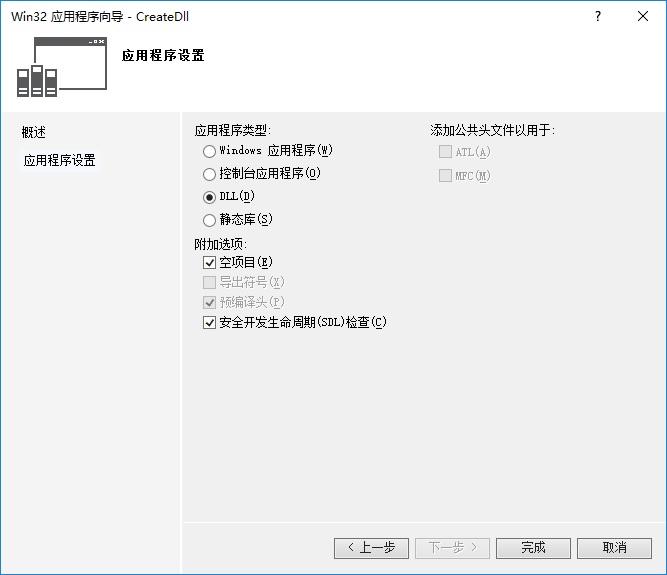 Win32 应用程序向导 - CreateDll
?
应用程序设置
概述
应用程序设置
应用程序类型:
Windows 应用程序(W)
控制台应用程序(O)
DLL(D)
静态库(S)
附加选项:
空项目(E)
导出符号(X)
预编译头(P)
安全开发生命周期(SDL)检查(C)
添加公共头文件以用于:
ATL(A)
MFC(M)
< 上一步
下一步 >
完成
取消